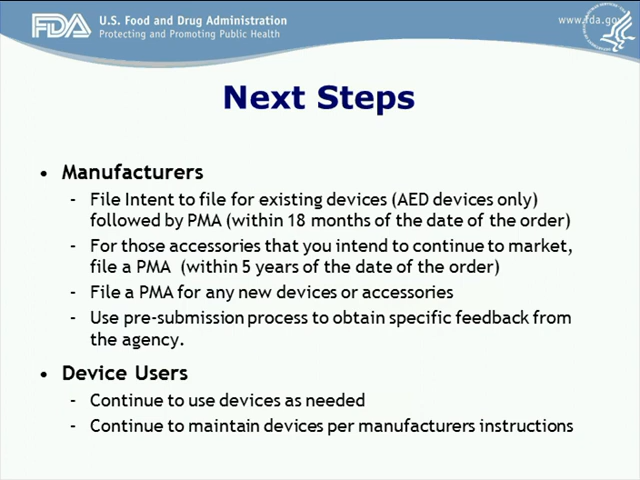 FDA U.S. Food and Drug Administration
Protecting and Promoting Public Health
www.fda.gov
Next Steps
• Manufacturers
- File Intent to file for existing devices (AED devices only)
followed by PMA (within 18 months of the date of the order)
- For those accessories that you intend to continue to market,
file a PMA (within 5 years of the date of the order)
- File a PMA for any new devices or accessories
- Use pre-submission process to obtain specific feedback from
the agency.
• Device Users
- Continue to use devices as needed
- Continue to maintain devices per manufacturers instructions